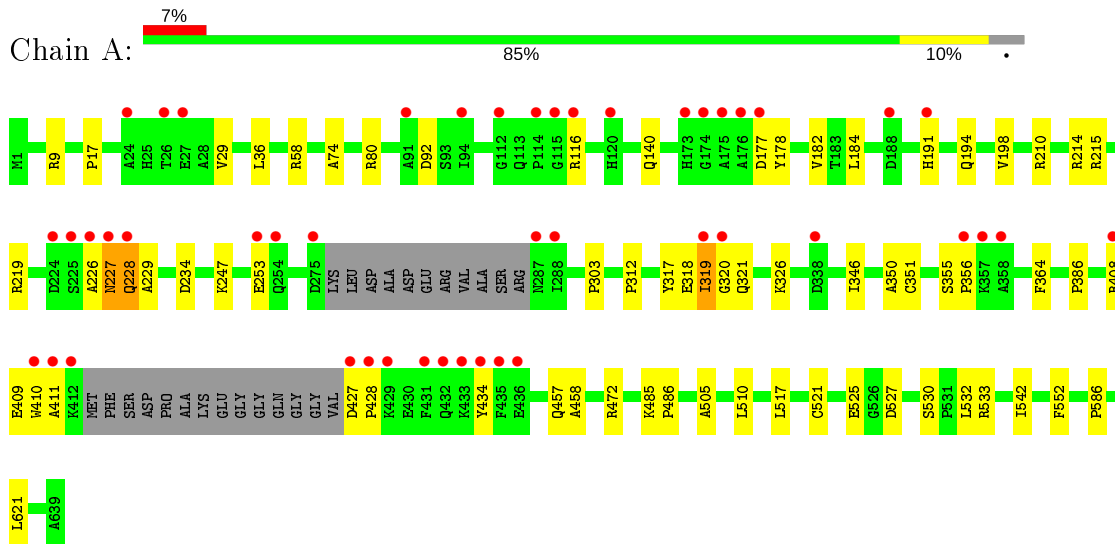 7%
Chain A:
85% 10% •
M1 R9 P17 A24 H25 T26 E27 A28 V29 L36 R58 A74 R80 A91 D92 S93 I94 G112 Q113 P114 G115 R116 H120 Q140 H173 G174 A175 A176 D177 Y178 V182 T183 L184 D188 H191 Q194 V198 R210 R214 R215
R219 D224 S225 A226 N227 Q228 A229 D234 K247 E253 Q254 D275 LYS LEU ASP ALA ASP GLU ARG VAL ALA SER ARG N287 I288 P303 P312 Y317 E318 I319 G320 Q321 K326 D338 I346 A350 C351 S355 P356 K357 A358 F364 P386 R408
E409 W410 A411 K412 MET PHE SER ASP PRO ALA LYS GLU GLY GLY GLN GLY GLY VAL D427 P428 K429 E430 F431 Q432 K433 Y434 F435 E436 Q457 A458 R472 K485 P486 A505 L510 L517 C521 E525 G526 D527 S530 P531 L532 R533 I542 F552 P586
L621 A639